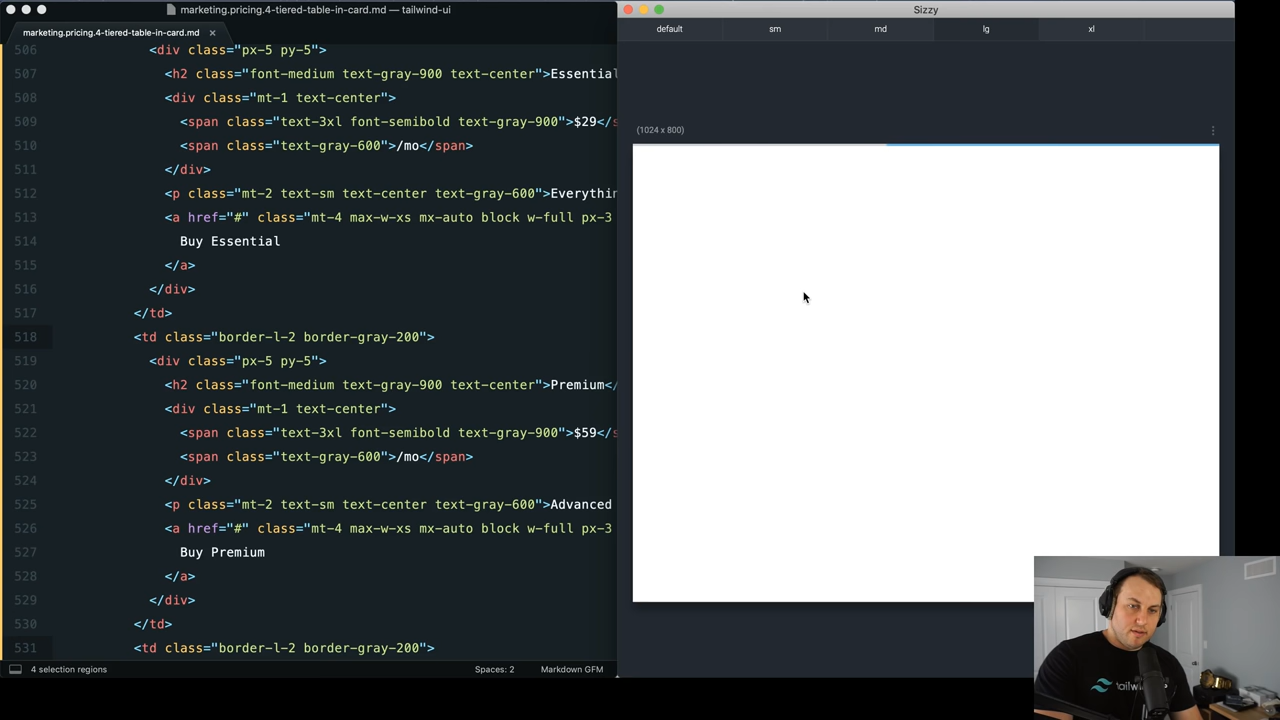 marketing.pricing.4-tiered-table-in-card.md — tailwind-ui
marketing.pricing.4-tiered-table-in-card.md ×
506 <div class="px-5 py-5">
507 <h2 class="font-medium text-gray-900 text-center">Essential
508 <div class="mt-1 text-center">
509 <span class="text-3xl font-semibold text-gray-900">$29</s
510 <span class="text-gray-600">/mo</span>
511 </div>
512 <p class="mt-2 text-sm text-center text-gray-600">Everythin
513 <a href="#" class="mt-4 max-w-xs mx-auto block w-full px-3
514 Buy Essential
515 </a>
516 </div>
517 </td>
518 <td class="border-l-2 border-gray-200">
519 <div class="px-5 py-5">
520 <h2 class="font-medium text-gray-900 text-center">Premium</
521 <div class="mt-1 text-center">
522 <span class="text-3xl font-semibold text-gray-900">$59</s
523 <span class="text-gray-600">/mo</span>
524 </div>
525 <p class="mt-2 text-sm text-center text-gray-600">Advanced
526 <a href="#" class="mt-4 max-w-xs mx-auto block w-full px-3
527 Buy Premium
528 </a>
529 </div>
530 </td>
531 <td class="border-l-2 border-gray-200">
4 selection regions Spaces: 2 Markdown GFM
Sizzy
default sm md lg xl
(1024 x 800)